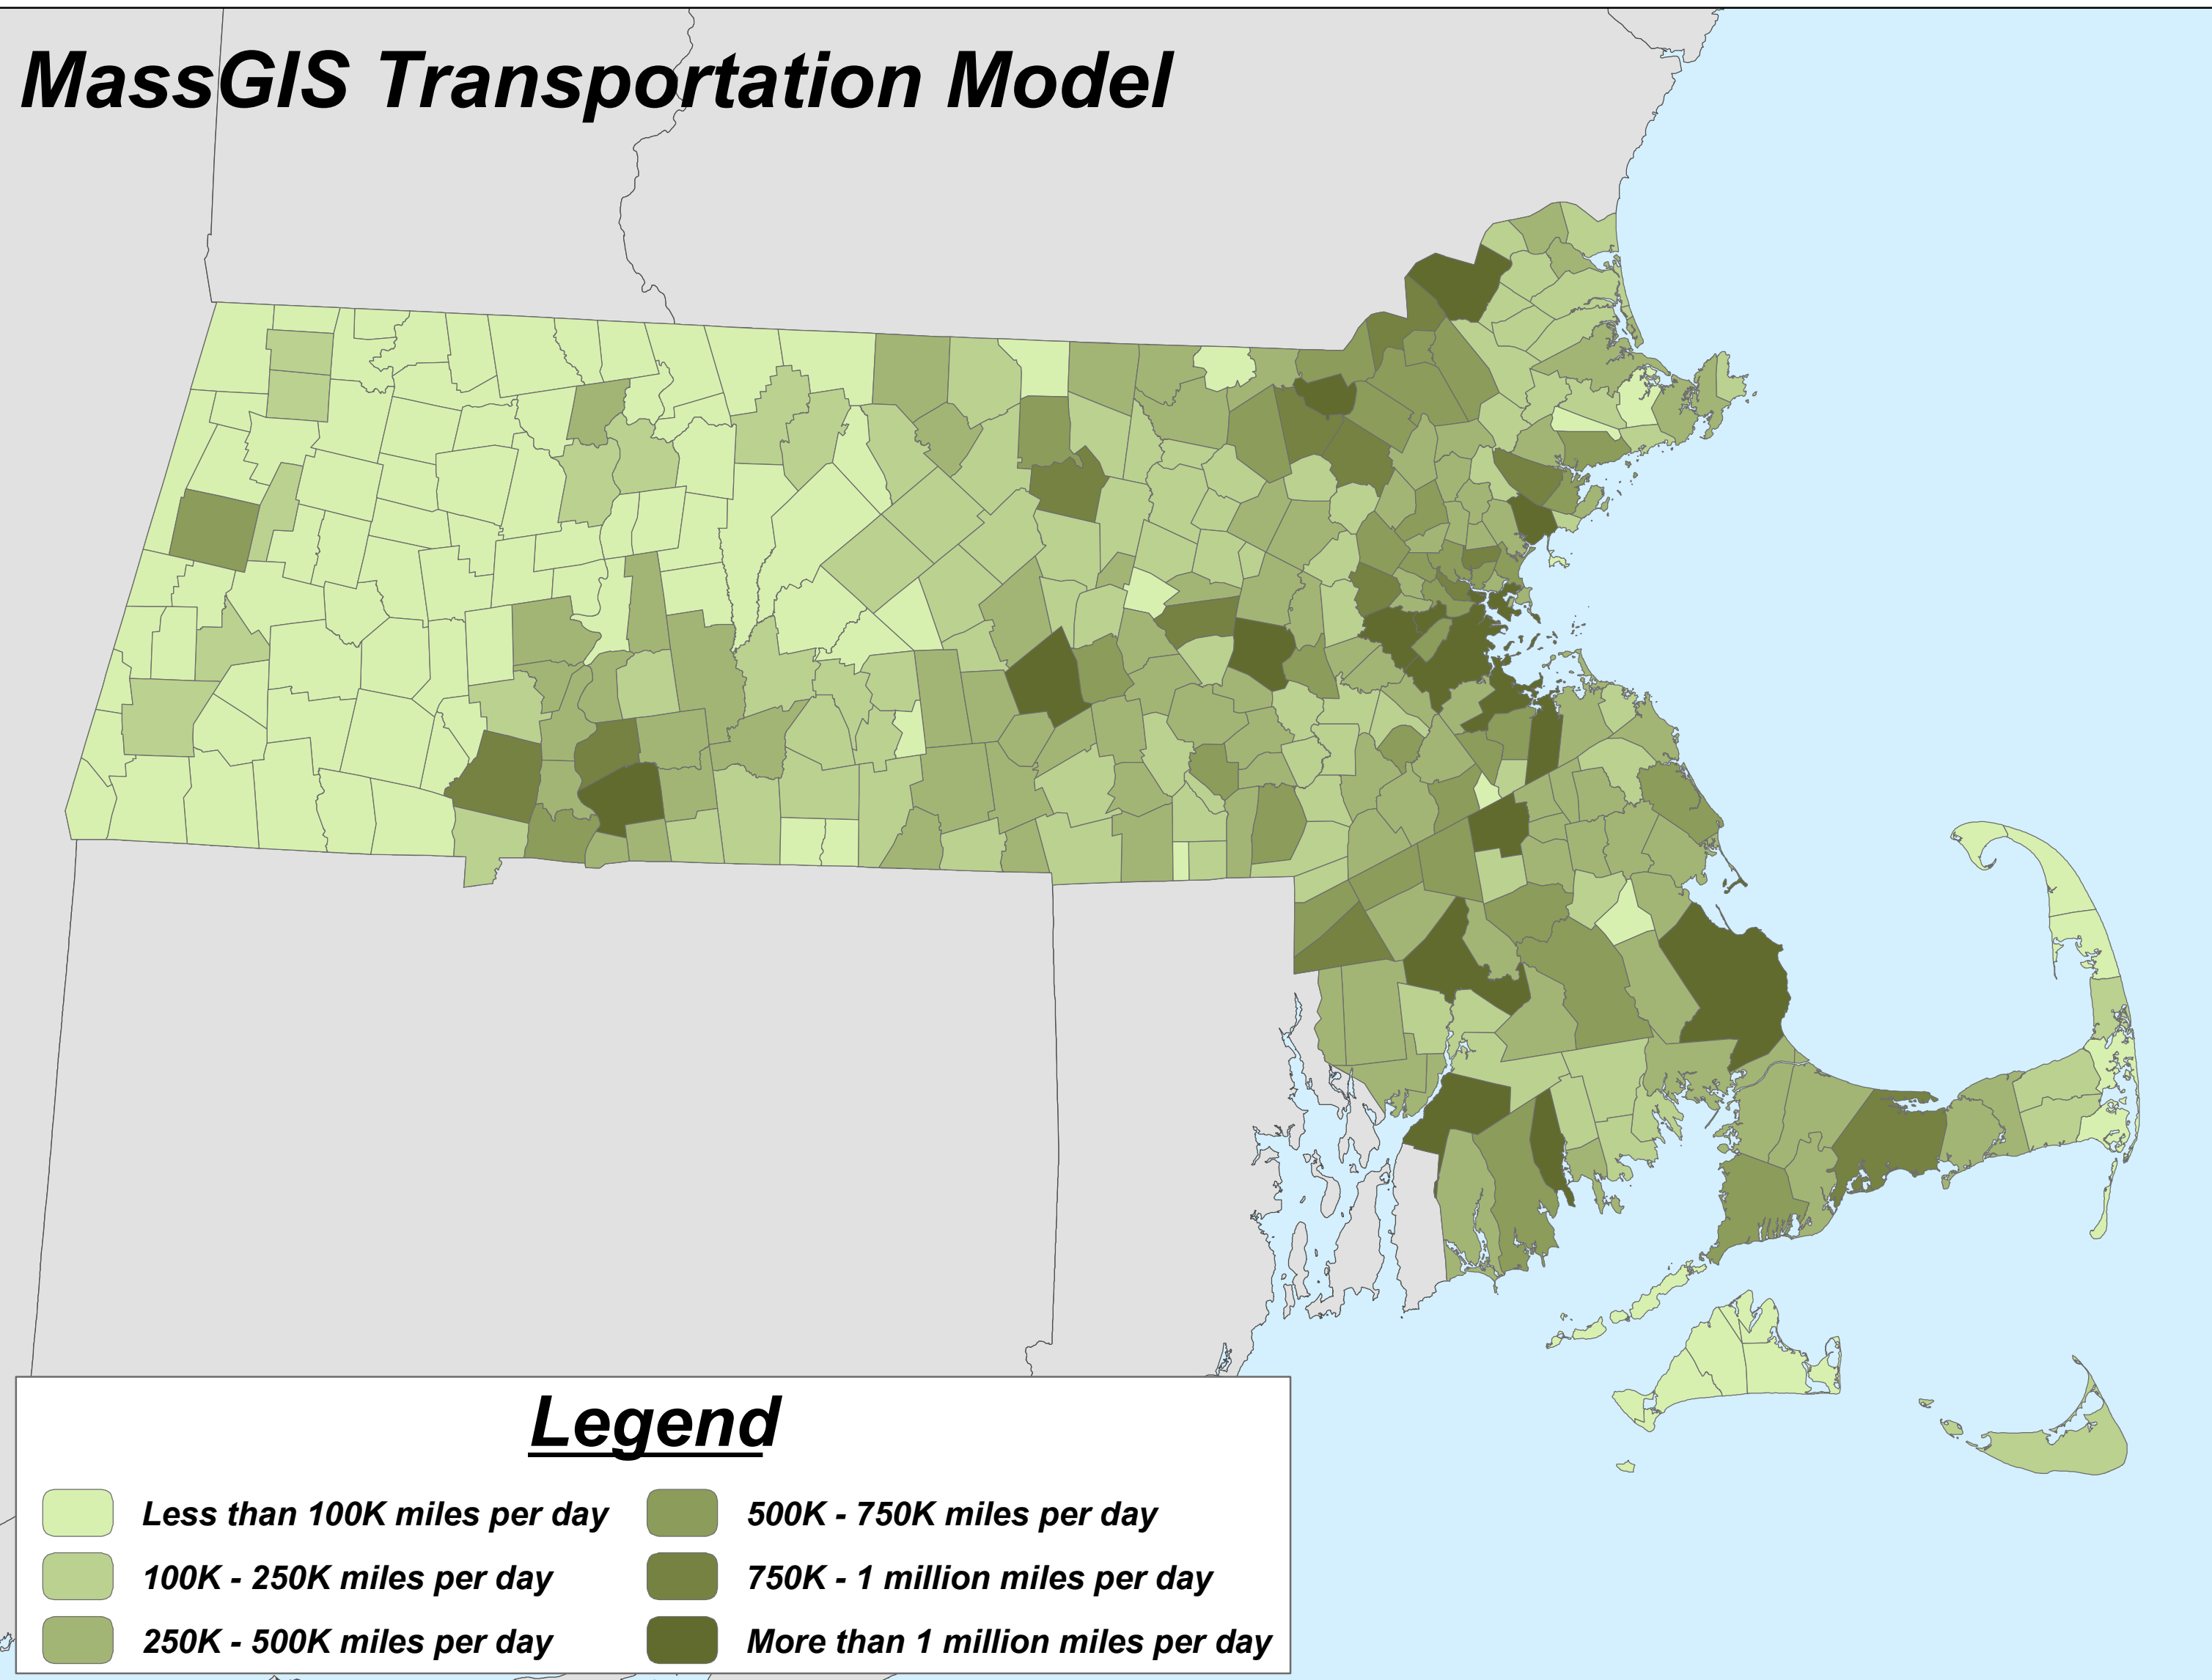 MassGIS Transportation Model
Legend
Less than 100K miles per day
100K - 250K miles per day
250K - 500K miles per day
500K - 750K miles per day
750K - 1 million miles per day
More than 1 million miles per day